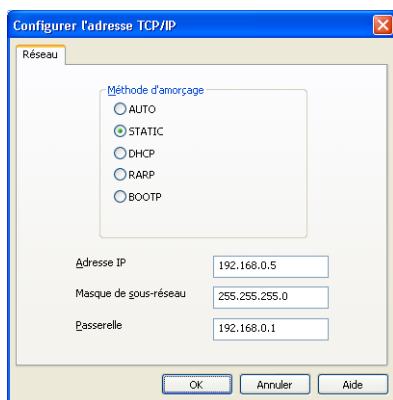 Configurer l'adresse TCP/IP
Réseau
Méthode d'amorçage
AUTO
STATIC
DHCP
RARP
BOOTP
Adresse IP 192.168.0.5
Masque de sous-réseau 255.255.255.0
Passerelle 192.168.0.1
OK Annuler Aide